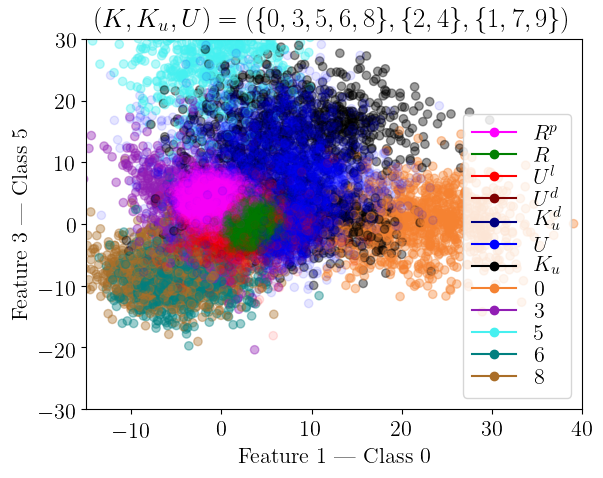 (K, K_u, U) = ({0, 3, 5, 6, 8}, {2, 4}, {1, 7, 9})
30
20
10
0
−10
−20
−30
Feature 3 — Class 5
R^p
R
U^l
U^d
K_u^d
U
K_u
0
3
5
6
8
−10
0
10
20
30
40
Feature 1 — Class 0